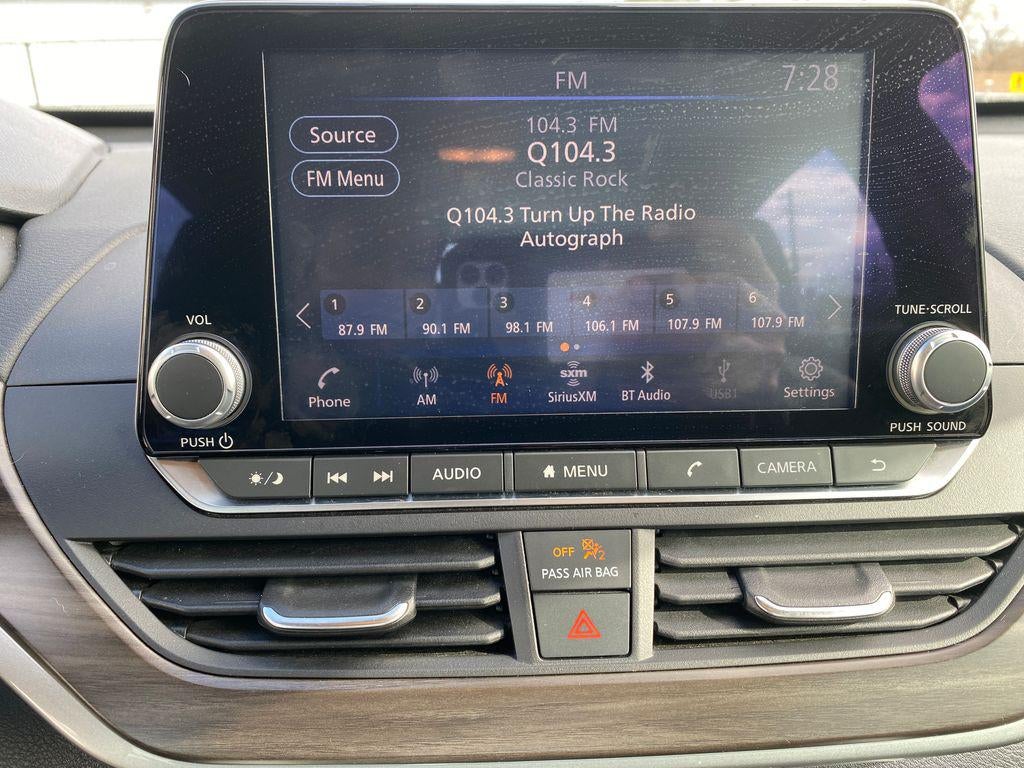 FM
7:28
Source
104.3 FM
Q104.3
FM Menu
Classic Rock
Q104.3 Turn Up The Radio
Autograph
1
2
3
4
5
6
87.9 FM
90.1 FM
98.1 FM
106.1 FM
107.9 FM
107.9 FM
VOL
TUNE·SCROLL
Phone
AM
FM
sxm
SiriusXM
BT Audio
USB1
Settings
PUSH
PUSH SOUND
AUDIO
MENU
CAMERA
OFF 2
PASS AIR BAG